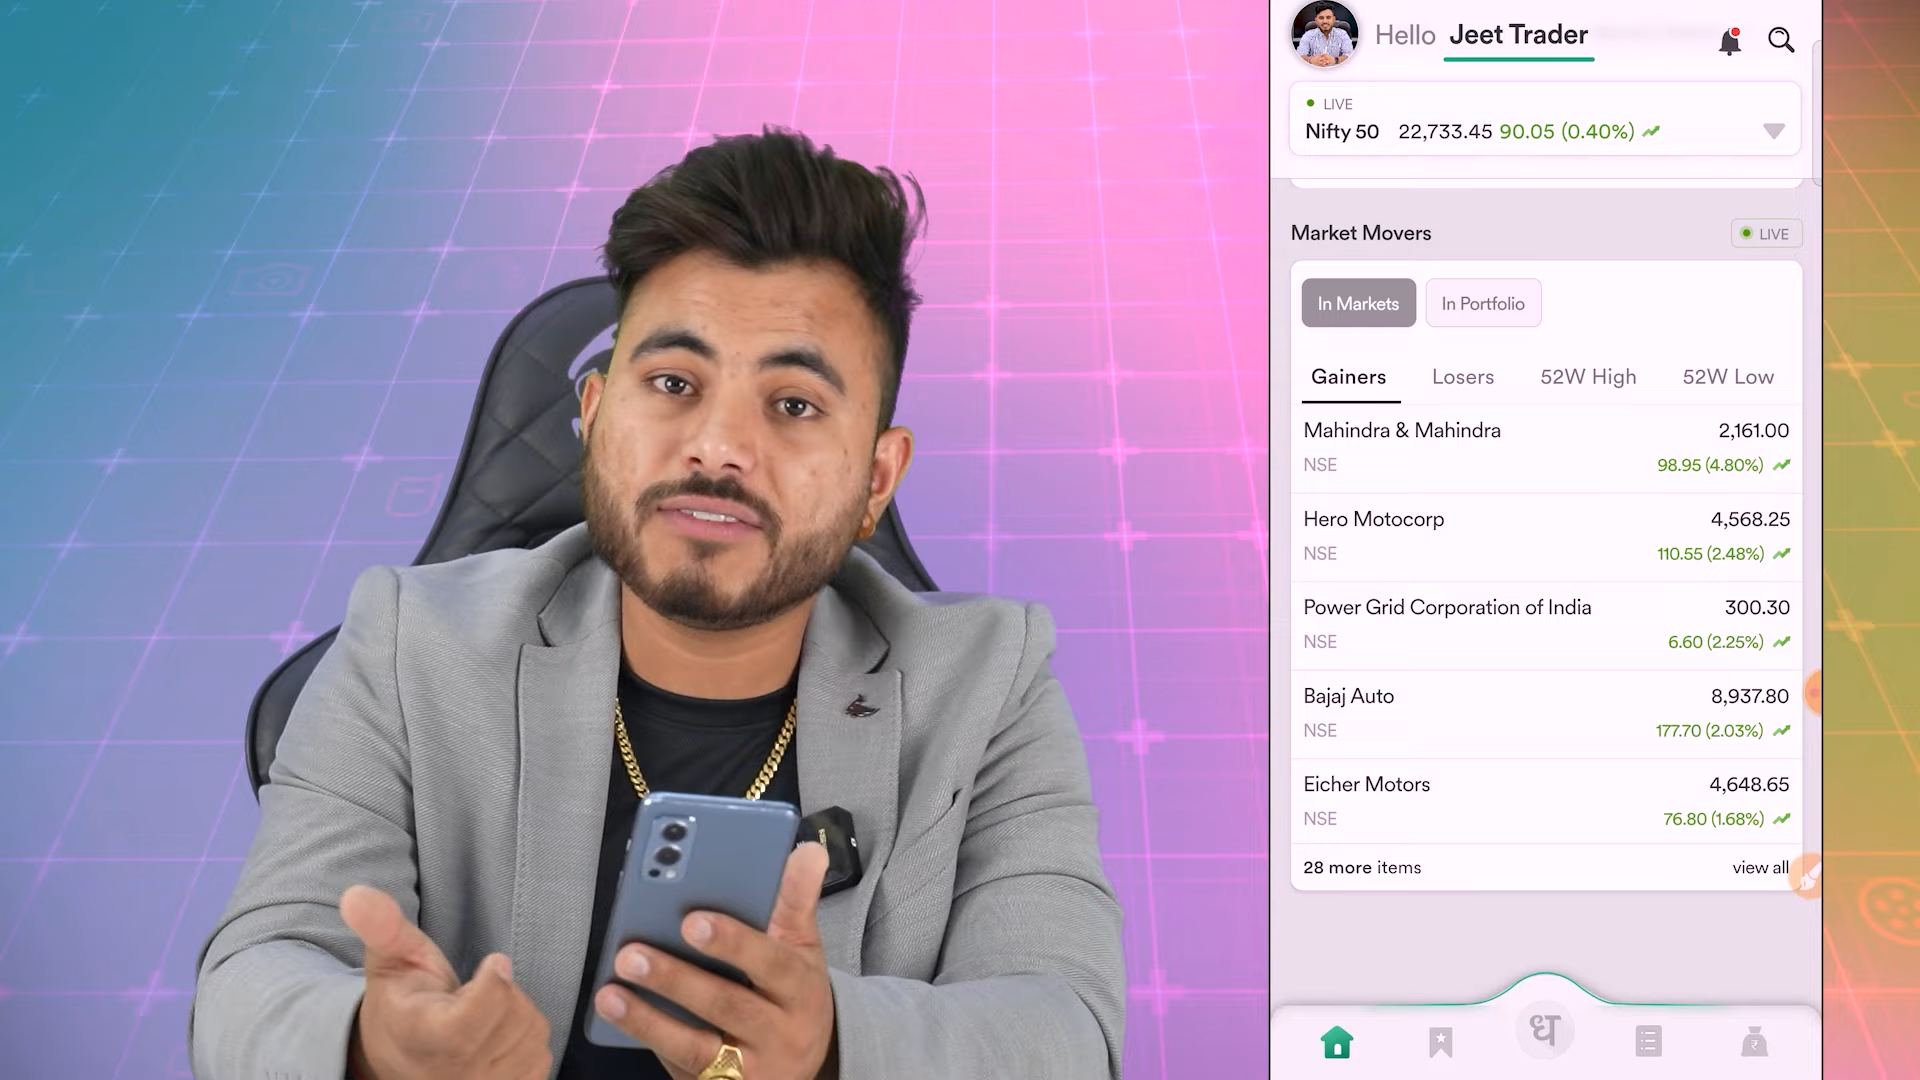 Hello Jeet Trader
LIVE
Nifty 50 22,733.45 90.05 (0.40%)
Market Movers
LIVE
In Markets In Portfolio
Gainers Losers 52W High 52W Low
Mahindra & Mahindra 2,161.00
NSE 98.95 (4.80%)
Hero Motocorp 4,568.25
NSE 110.55 (2.48%)
Power Grid Corporation of India 300.30
NSE 6.60 (2.25%)
Bajaj Auto 8,937.80
NSE 177.70 (2.03%)
Eicher Motors 4,648.65
NSE 76.80 (1.68%)
28 more items view all
ध
₹